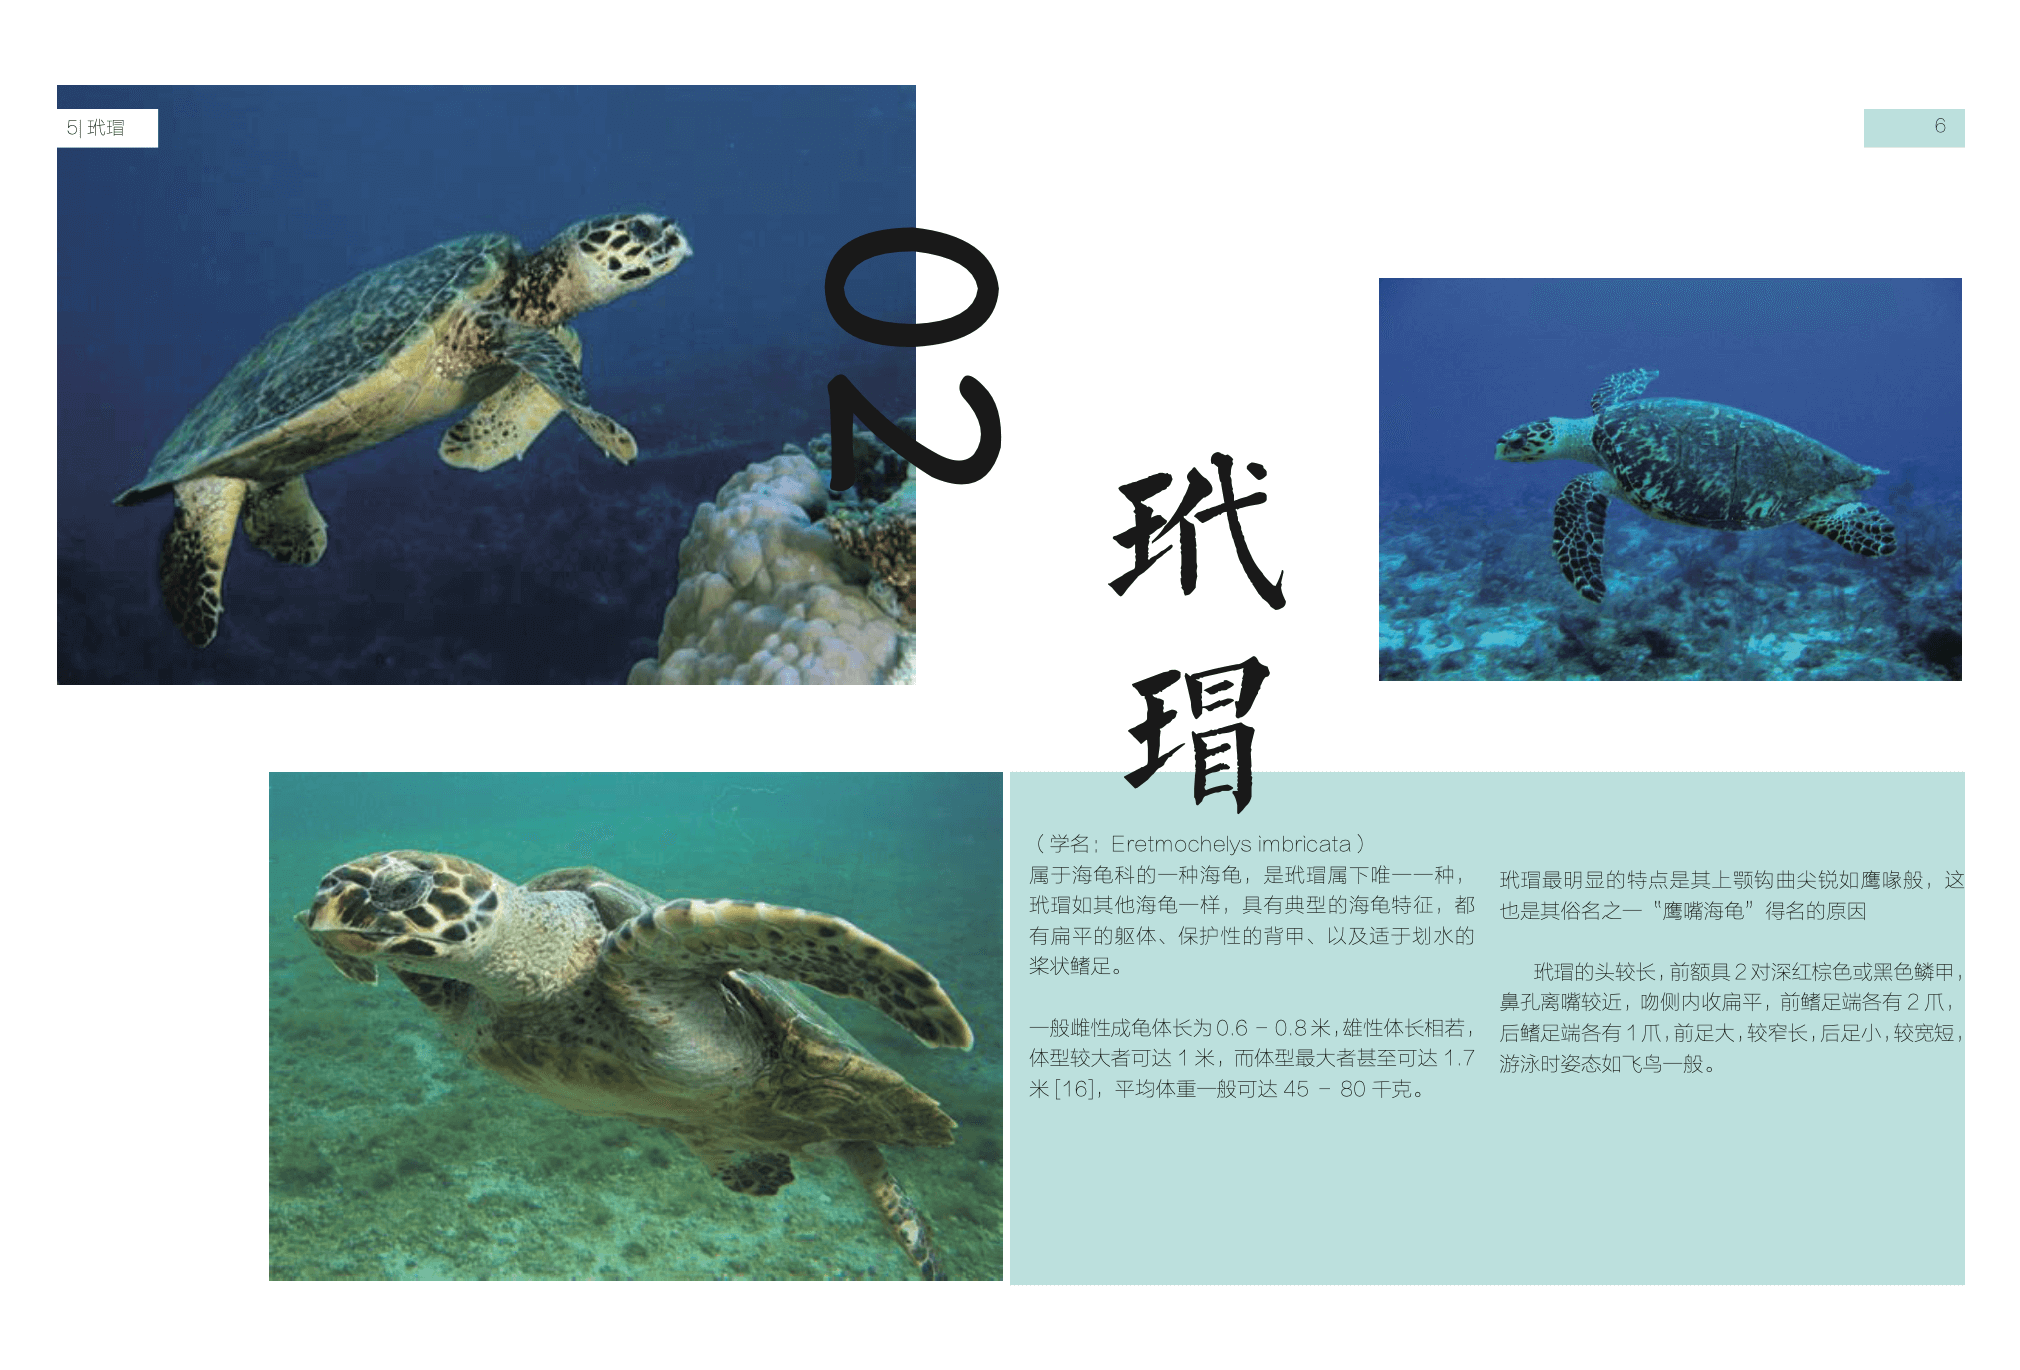 5| 玳瑁
6
02
玳
瑁
（学名：Eretmochelys imbricata）
属于海龟科的一种海龟，是玳瑁属下唯一一种，
玳瑁如其他海龟一样，具有典型的海龟特征，都
有扁平的躯体、保护性的背甲、以及适于划水的
桨状鳍足。
一般雌性成龟体长为0.6 – 0.8米，雄性体长相若，
体型较大者可达1米，而体型最大者甚至可达1.7
米[16]，平均体重一般可达45 – 80千克。
玳瑁最明显的特点是其上颚钩曲尖锐如鹰喙般，这
也是其俗名之一“鹰嘴海龟”得名的原因
玳瑁的头较长，前额具2对深红棕色或黑色鳞甲，
鼻孔离嘴较近，吻侧内收扁平，前鳍足端各有2爪，
后鳍足端各有1爪，前足大，较窄长，后足小，较宽短，
游泳时姿态如飞鸟一般。